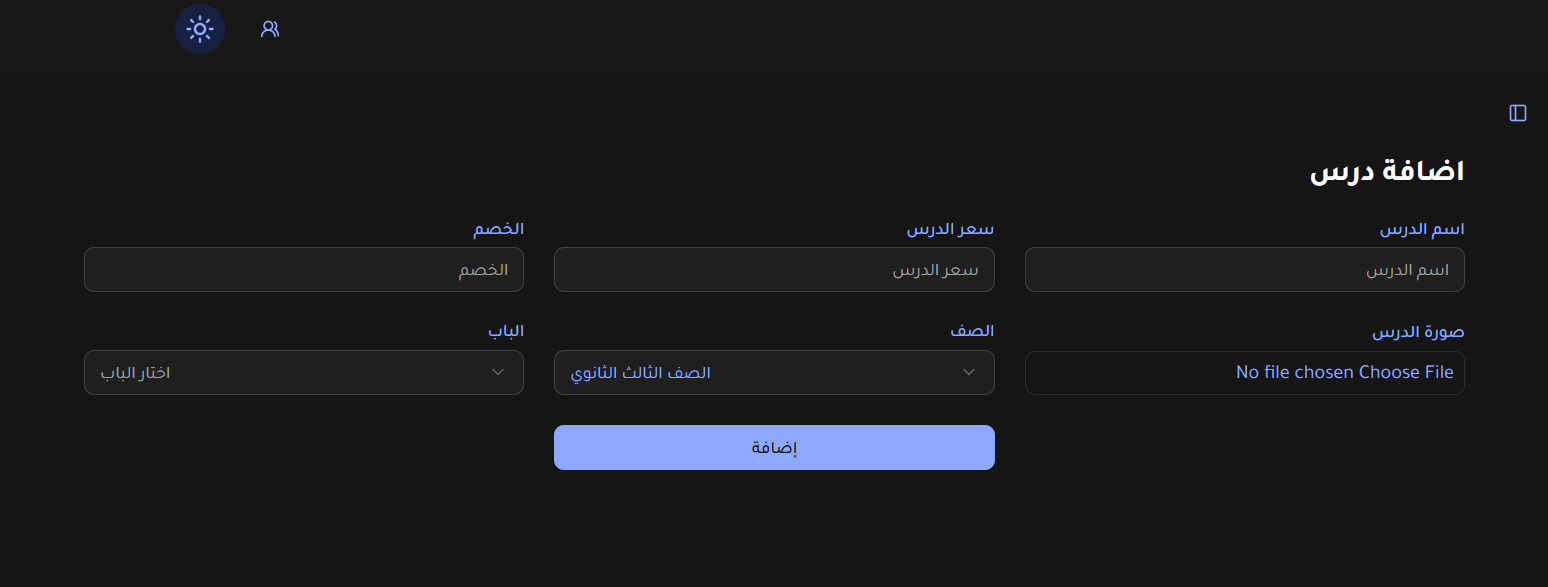 اضافة درس
اسم الدرس
سعر الدرس
الخصم
اسم الدرس
سعر الدرس
الخصم
صورة الدرس
الصف
الباب
No file chosen Choose File
الصف الثالث الثانوي
اختار الباب
إضافة